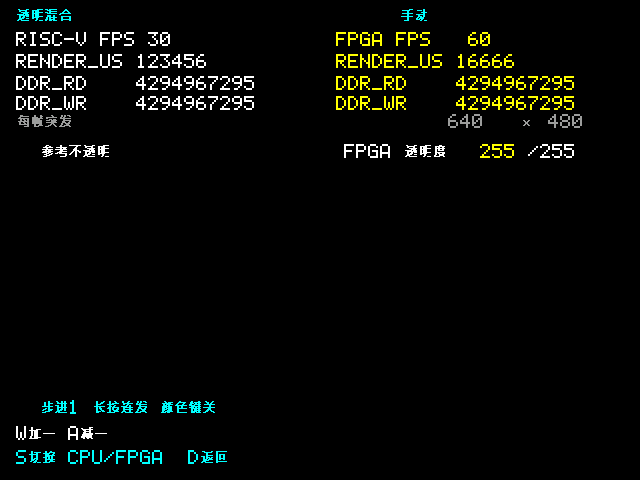 透明混合 手动
RISC-V FPS 30 FPGA FPS 60
RENDER_US 123456 RENDER_US 16666
DDR_RD 4294967295 DDR_RD 4294967295
DDR_WR 4294967295 DDR_WR 4294967295
每帧突发 640 × 480
参考不透明 FPGA 透明度 255 /255
步进1 长按连发 颜色键关
W加一 A减一
S切换 CPU/FPGA D返回